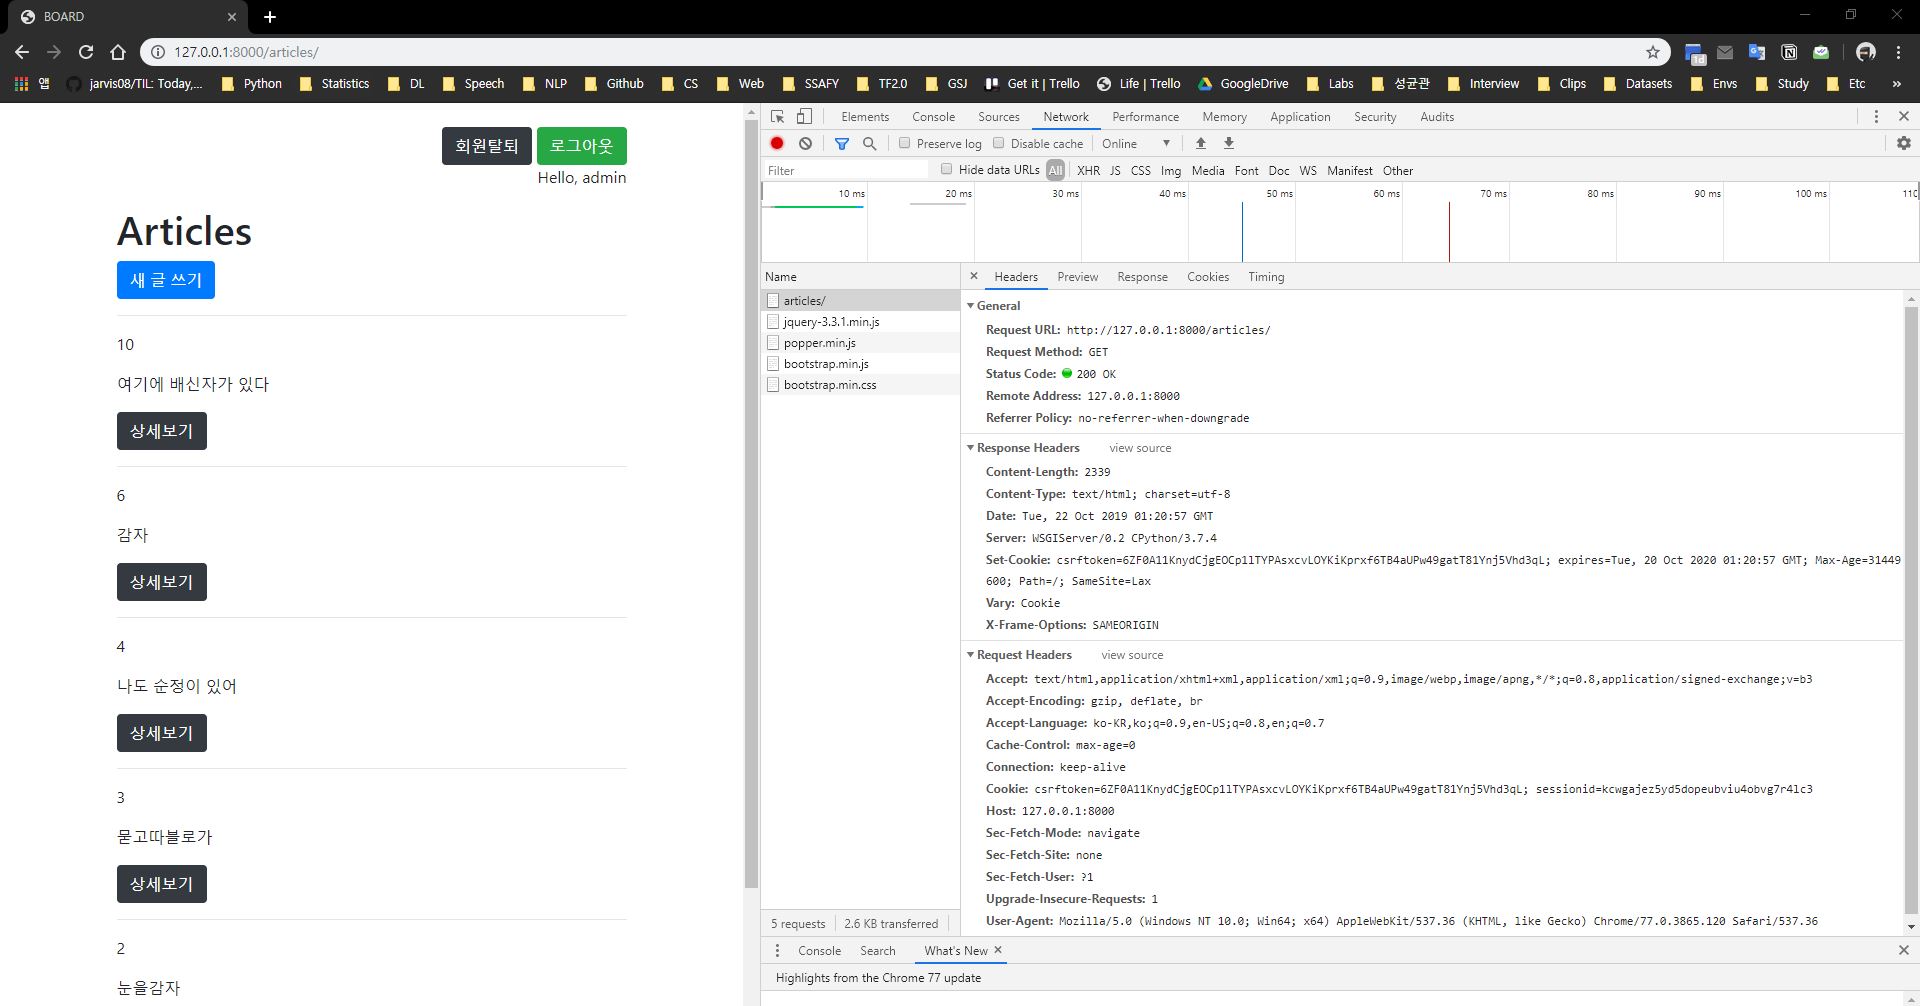 BOARD
127.0.0.1:8000/articles/
앱 jarvis08/TIL: Today,... Python Statistics DL Speech NLP Github CS Web SSAFY TF2.0 GSJ Get it | Trello Life | Trello GoogleDrive Labs 성균관 Interview Clips Datasets Envs Study Etc »
회원탈퇴 로그아웃
Hello, admin
Articles
새 글 쓰기
10
여기에 배신자가 있다
상세보기
6
감자
상세보기
4
나도 순정이 있어
상세보기
3
묻고따블로가
상세보기
2
눈을감자
Elements Console Sources Network Performance Memory Application Security Audits
Preserve log Disable cache Online
Filter Hide data URLs All XHR JS CSS Img Media Font Doc WS Manifest Other
10 ms 20 ms 30 ms 40 ms 50 ms 60 ms 70 ms 80 ms 90 ms 100 ms 110
Name
articles/
jquery-3.3.1.min.js
popper.min.js
bootstrap.min.js
bootstrap.min.css
5 requests 2.6 KB transferred
Headers Preview Response Cookies Timing
General
Request URL: http://127.0.0.1:8000/articles/
Request Method: GET
Status Code: 200 OK
Remote Address: 127.0.0.1:8000
Referrer Policy: no-referrer-when-downgrade
Response Headers view source
Content-Length: 2339
Content-Type: text/html; charset=utf-8
Date: Tue, 22 Oct 2019 01:20:57 GMT
Server: WSGIServer/0.2 CPython/3.7.4
Set-Cookie: csrftoken=6ZF0A11KnydCjgEOCp1lTYPAsxcvLOYKiKprxf6TB4aUPw49gatT81Ynj5Vhd3qL; expires=Tue, 20 Oct 2020 01:20:57 GMT; Max-Age=31449
600; Path=/; SameSite=Lax
Vary: Cookie
X-Frame-Options: SAMEORIGIN
Request Headers view source
Accept: text/html,application/xhtml+xml,application/xml;q=0.9,image/webp,image/apng,*/*;q=0.8,application/signed-exchange;v=b3
Accept-Encoding: gzip, deflate, br
Accept-Language: ko-KR,ko;q=0.9,en-US;q=0.8,en;q=0.7
Cache-Control: max-age=0
Connection: keep-alive
Cookie: csrftoken=6ZF0A11KnydCjgEOCp1lTYPAsxcvLOYKiKprxf6TB4aUPw49gatT81Ynj5Vhd3qL; sessionid=kcwgajez5yd5dopeubviu4obvg7r4lc3
Host: 127.0.0.1:8000
Sec-Fetch-Mode: navigate
Sec-Fetch-Site: none
Sec-Fetch-User: ?1
Upgrade-Insecure-Requests: 1
User-Agent: Mozilla/5.0 (Windows NT 10.0; Win64; x64) AppleWebKit/537.36 (KHTML, like Gecko) Chrome/77.0.3865.120 Safari/537.36
Console Search What's New
Highlights from the Chrome 77 update